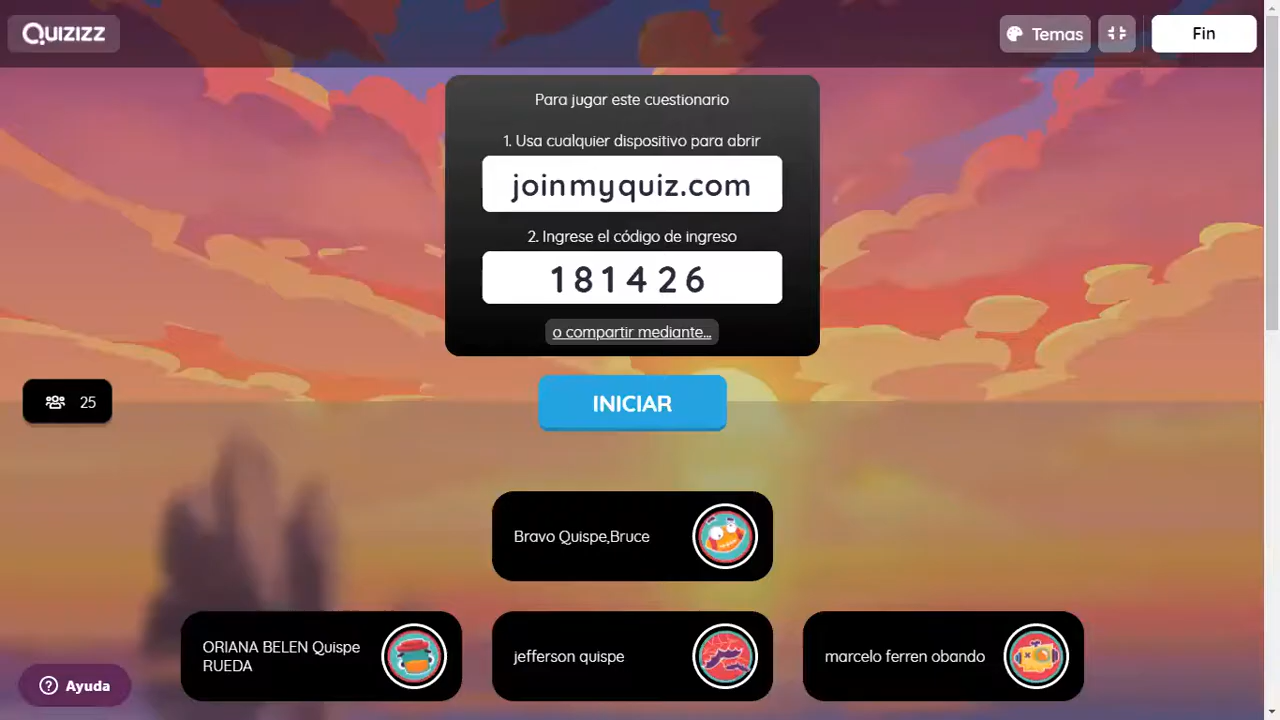 Quizizz
Temas
Fin
Para jugar este cuestionario
1. Usa cualquier dispositivo para abrir
joinmyquiz.com
2. Ingrese el código de ingreso
181426
o compartir mediante...
25
INICIAR
Bravo Quispe,Bruce
ORIANA BELEN Quispe
RUEDA
jefferson quispe
marcelo ferren obando
Ayuda